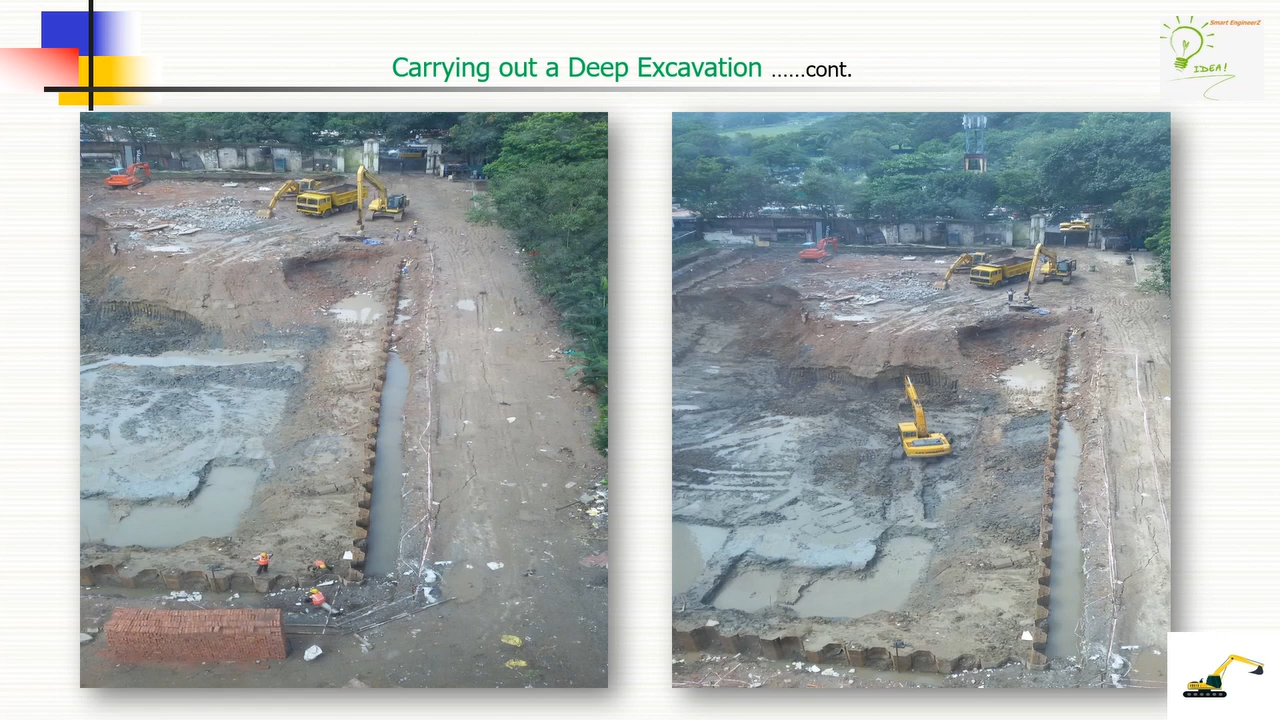 Smart EngineerZ
IDEA!
Carrying out a Deep Excavation ......cont.